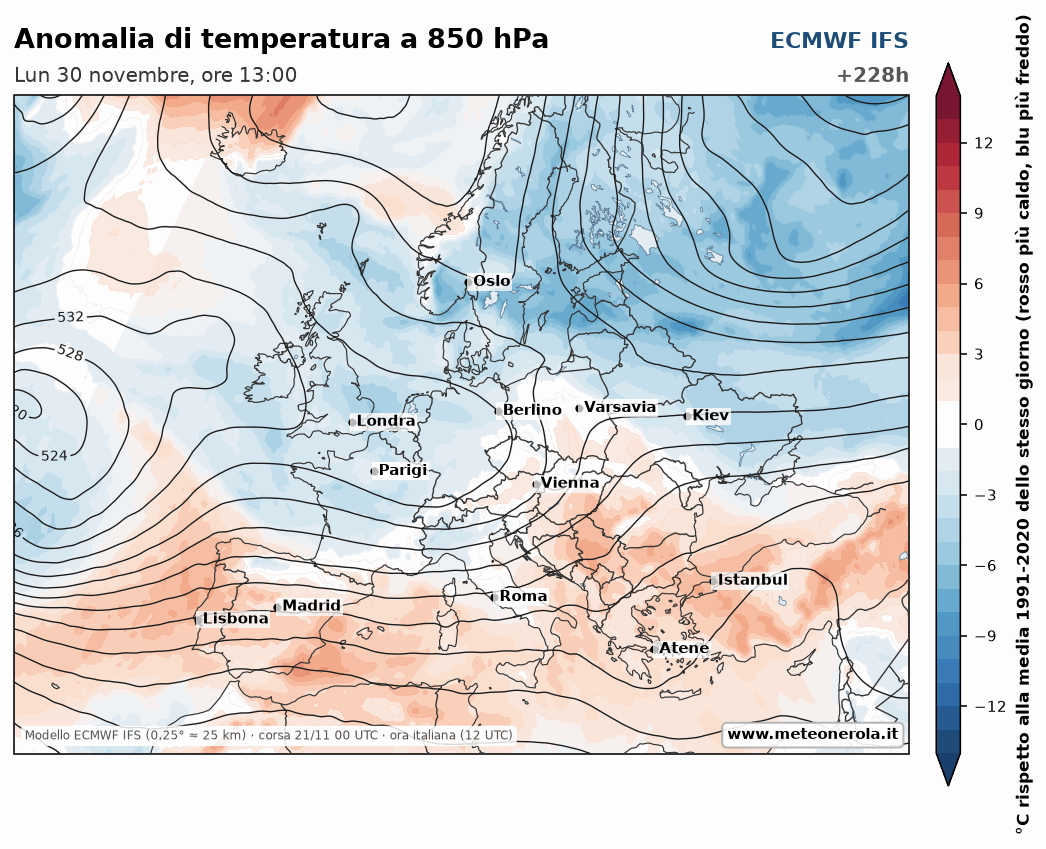 Anomalia di temperatura a 850 hPa
ECMWF IFS
Lun 30 novembre, ore 13:00
+228h
12
9
6
3
0
−3
−6
−9
−12
°C rispetto alla media 1991-2020 dello stesso giorno (rosso più caldo, blu più freddo)
Oslo
532
528
524
Berlino
Varsavia
Kiev
Londra
Parigi
Vienna
Istanbul
Roma
Madrid
Lisbona
Atene
Modello ECMWF IFS (0,25° ≈ 25 km) · corsa 21/11 00 UTC · ora italiana (12 UTC)
www.meteonerola.it